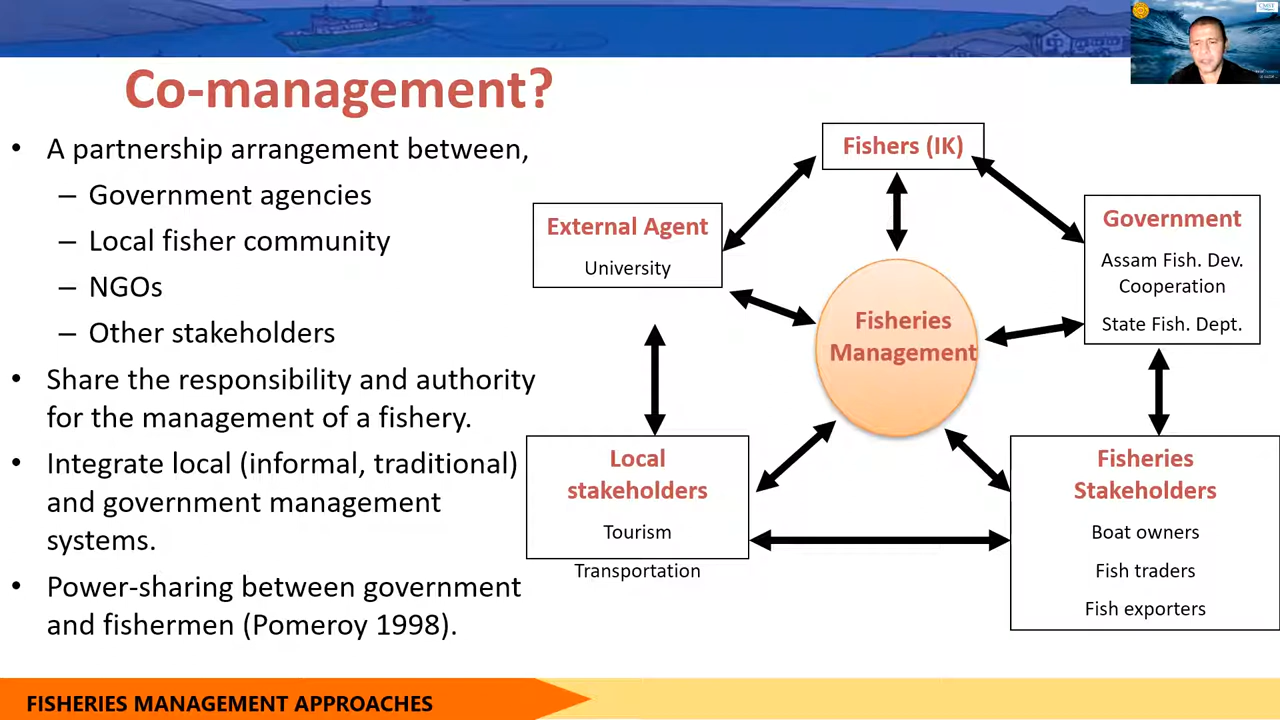 Co-management?
• A partnership arrangement between,
– Government agencies
– Local fisher community
– NGOs
– Other stakeholders
• Share the responsibility and authority
for the management of a fishery.
• Integrate local (informal, traditional)
and government management
systems.
• Power-sharing between government
and fishermen (Pomeroy 1998).
Fishers (IK)
External Agent
University
Government
Assam Fish. Dev.
Cooperation
State Fish. Dept.
Fisheries
Management
Local
stakeholders
Tourism
Transportation
Fisheries
Stakeholders
Boat owners
Fish traders
Fish exporters
FISHERIES MANAGEMENT APPROACHES